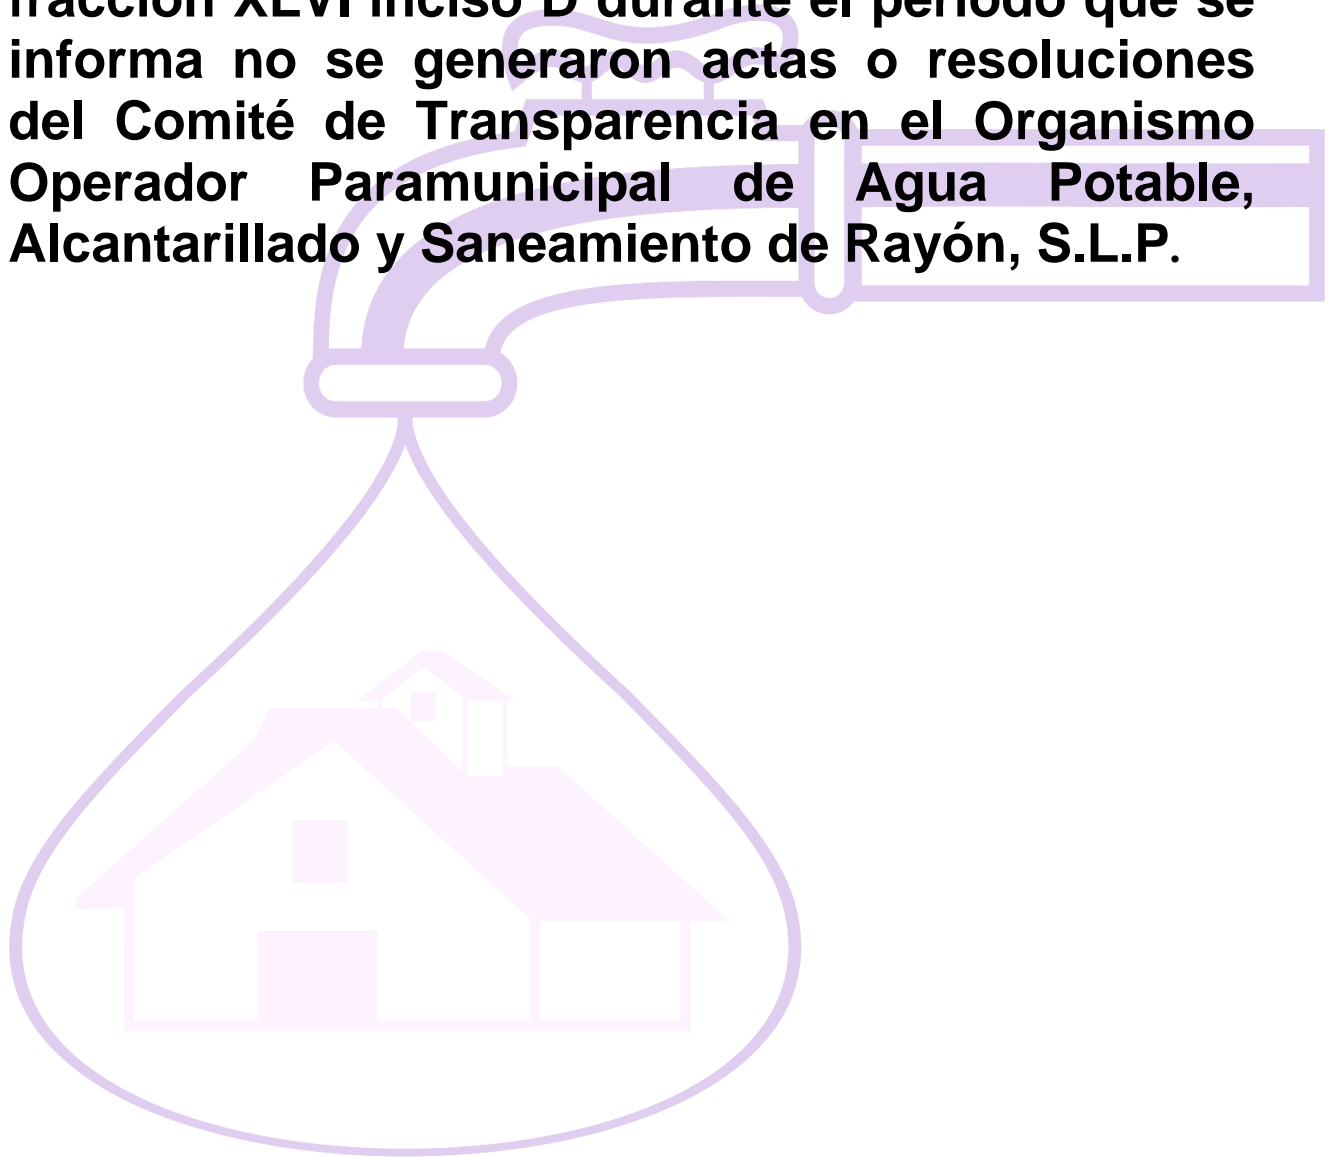 fracción XLVI inciso D durante el periodo que se
informa no se generaron actas o resoluciones
del Comité de Transparencia en el Organismo
Operador Paramunicipal de Agua Potable,
Alcantarillado y Saneamiento de Rayón, S.L.P.